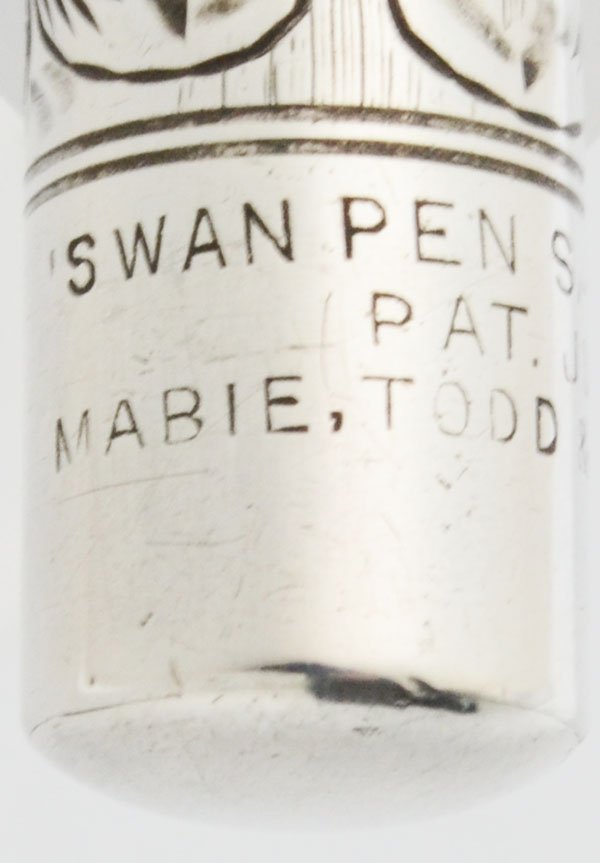 'SWAN PEN S
PAT. J
MABIE, TODD